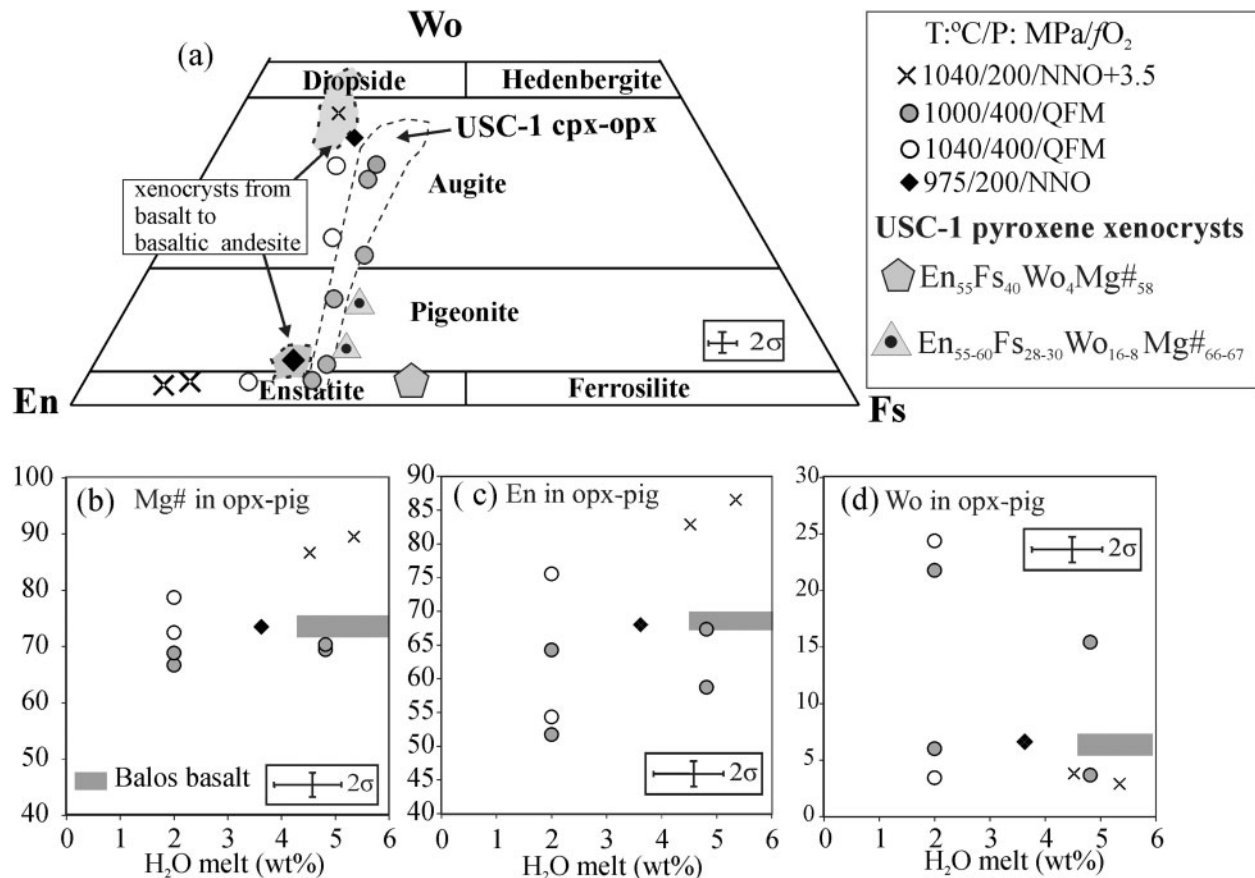 Wo
(a)
Diopside
Hedenbergite
USC-1 cpx-opx
Augite
xenocrysts from
basalt to
basaltic andesite
Pigeonite
2σ
Enstatite
Ferrosilite
En
Fs
T:ºC/P: MPa/fO₂
1040/200/NNO+3.5
1000/400/QFM
1040/400/QFM
975/200/NNO
USC-1 pyroxene xenocrysts
En₅₅Fs₄₀Wo₄Mg#₅₈
En₅₅₋₆₀Fs₂₈₋₃₀Wo₁₆₋₈Mg#₆₆₋₆₇
(b) Mg# in opx-pig
100
90
80
70
60
50
40
Balos basalt
2σ
0 1 2 3 4 5 6
H₂O melt (wt%)
( c) En in opx-pig
90
85
80
75
70
65
60
55
50
45
40
2σ
0 1 2 3 4 5 6
H₂O melt (wt%)
(d) Wo in opx-pig
30
25
20
15
10
5
0
2σ
0 1 2 3 4 5 6
H₂O melt (wt%)